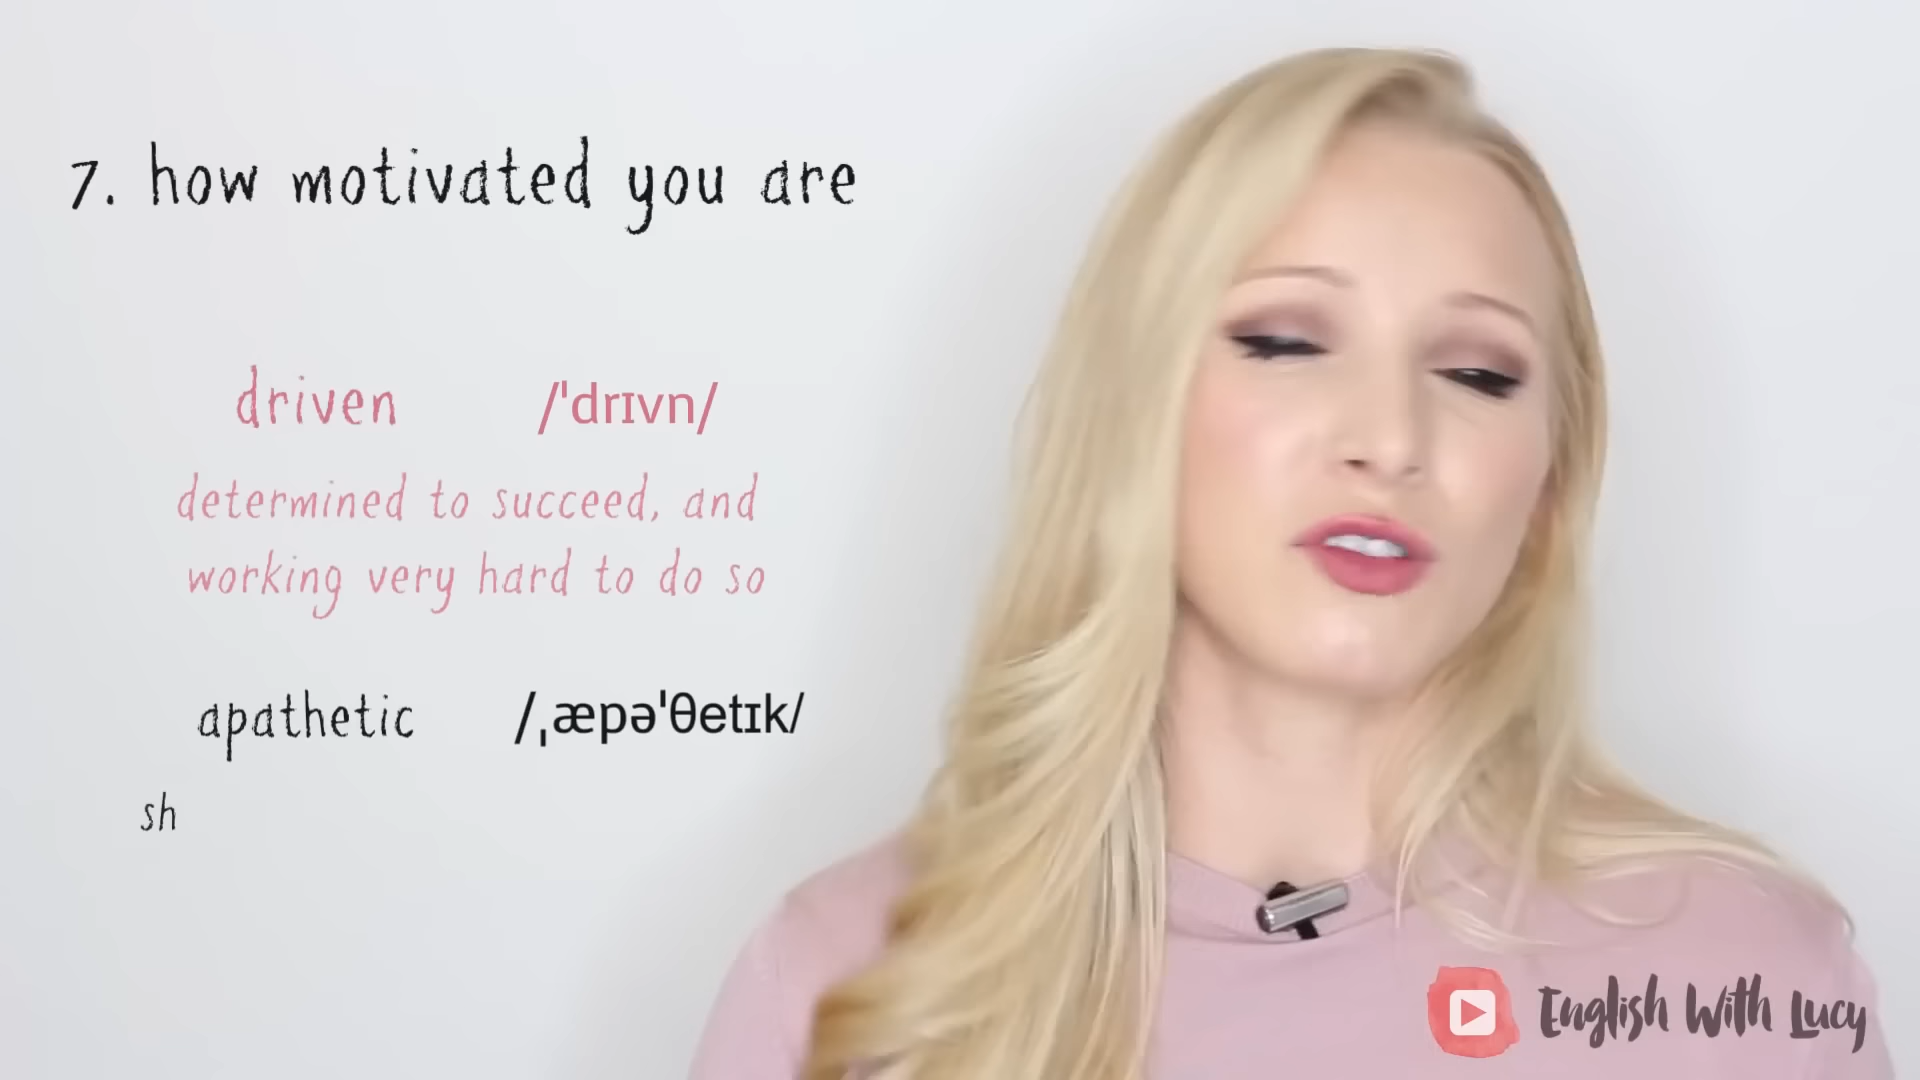 7. how motivated you are
driven /ˈdrɪvn/
determined to succeed, and
working very hard to do so
apathetic /ˌæpəˈθetɪk/
sh
English With Lucy